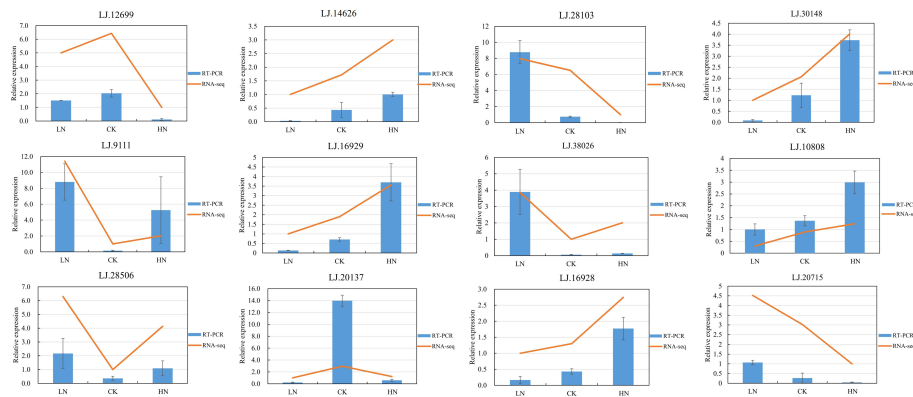 LJ.12699
Relative expression
7.0
6.0
5.0
4.0
3.0
2.0
1.0
0.0
LN CK HN
RT-PCR
RNA-seq
LJ.14626
Relative expression
3.5
3.0
2.5
2.0
1.5
1.0
0.5
0.0
LN CK HN
RT-PCR
RNA-seq
LJ.28103
Relative expression
12
10
8
6
4
2
0
LN CK HN
RT-PCR
RNA-seq
LJ.30148
Relative expression
4.5
4.0
3.5
3.0
2.5
2.0
1.5
1.0
0.5
0.0
LN CK HN
RT-PCR
RNA-se
LJ.9111
Relative expression
12.0
10.0
8.0
6.0
4.0
2.0
0.0
LN CK HN
RT-PCR
RNA-seq
LJ.16929
Relative expression
5
4.5
4
3.5
3
2.5
2
1.5
1
0.5
0
LN CK HN
RT-PCR
RNA-seq
LJ.38026
Relative expression
6
5
4
3
2
1
0
LN CK HN
RT-PCR
RNA-seq
LJ.10808
Relative expression
4
3.5
3
2.5
2
1.5
1
0.5
0
LN CK HN
RT-PC
RNA-s
LJ.28506
Relative expression
7.0
6.0
5.0
4.0
3.0
2.0
1.0
0.0
LN CK HN
RT-PCR
RNA-seq
LJ.20137
Relative expression
16.0
14.0
12.0
10.0
8.0
6.0
4.0
2.0
0.0
LN CK HN
RT-PCR
RNA-seq
LJ.16928
Relative expression
3.0
2.5
2.0
1.5
1.0
0.5
0.0
LN CK HN
RT-PCR
RNA-seq
LJ.20715
Relative expression
5
4.5
4
3.5
3
2.5
2
1.5
1
0.5
0
LN CK HN
RT-PCR
RNA-seq